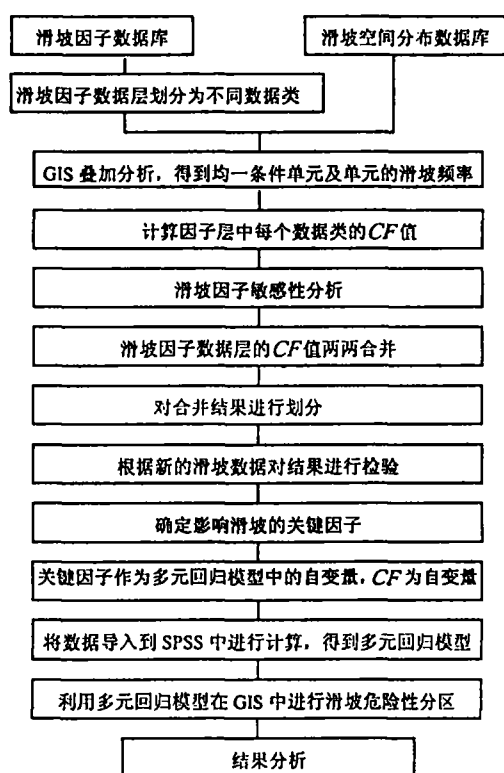 滑坡因子数据库
滑坡空间分布数据库
滑坡因子数据层划分为不同数据类
GIS 叠加分析，得到均一条件单元及单元的滑坡频率
计算因子层中每个数据类的CF值
滑坡因子敏感性分析
滑坡因子数据层的CF值两两合并
对合并结果进行划分
根据新的滑坡数据对结果进行检验
确定影响滑坡的关键因子
关键因子作为多元回归模型中的自变量，CF为自变量
将数据导入到 SPSS 中进行计算，得到多元回归模型
利用多元回归模型在 GIS 中进行滑坡危险性分区
结果分析